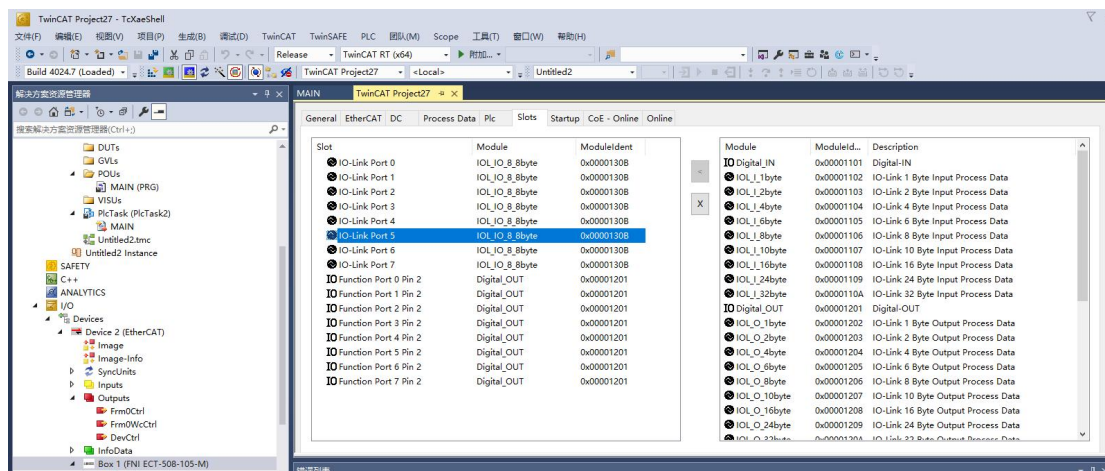 TwinCAT Project27 - TcXaeShell
文件(F) 编辑(E) 视图(V) 项目(P) 生成(B) 调试(D) TwinCAT TwinSAFE PLC 团队(M) Scope 工具(T) 窗口(W) 帮助(H)
Release TwinCAT RT (x64) 附加...
Build 4024.7 (Loaded) TwinCAT Project27 <Local> Untitled2
解决方案资源管理器
搜索解决方案资源管理器(Ctrl+;)
DUTs
GVLs
POUs
MAIN (PRG)
VISUs
PlcTask (PlcTask2)
MAIN
Untitled2.tmc
Untitled2 Instance
SAFETY
C++
ANALYTICS
I/O
Devices
Device 2 (EtherCAT)
Image
Image-Info
SyncUnits
Inputs
Outputs
Frm0Ctrl
Frm0WcCtrl
DevCtrl
InfoData
Box 1 (FNI ECT-508-105-M)
MAIN TwinCAT Project27
General EtherCAT DC Process Data Plc Slots Startup CoE - Online Online
Slot Module ModuleIdent
IO-Link Port 0 IOL_IO_8_8byte 0x0000130B
IO-Link Port 1 IOL_IO_8_8byte 0x0000130B
IO-Link Port 2 IOL_IO_8_8byte 0x0000130B
IO-Link Port 3 IOL_IO_8_8byte 0x0000130B
IO-Link Port 4 IOL_IO_8_8byte 0x0000130B
IO-Link Port 5 IOL_IO_8_8byte 0x0000130B
IO-Link Port 6 IOL_IO_8_8byte 0x0000130B
IO-Link Port 7 IOL_IO_8_8byte 0x0000130B
IO Function Port 0 Pin 2 Digital_OUT 0x00001201
IO Function Port 1 Pin 2 Digital_OUT 0x00001201
IO Function Port 2 Pin 2 Digital_OUT 0x00001201
IO Function Port 3 Pin 2 Digital_OUT 0x00001201
IO Function Port 4 Pin 2 Digital_OUT 0x00001201
IO Function Port 5 Pin 2 Digital_OUT 0x00001201
IO Function Port 6 Pin 2 Digital_OUT 0x00001201
IO Function Port 7 Pin 2 Digital_OUT 0x00001201
<
X
Module ModuleId... Description
IO Digital_IN 0x00001101 Digital-IN
IOL_I_1byte 0x00001102 IO-Link 1 Byte Input Process Data
IOL_I_2byte 0x00001103 IO-Link 2 Byte Input Process Data
IOL_I_4byte 0x00001104 IO-Link 4 Byte Input Process Data
IOL_I_6byte 0x00001105 IO-Link 6 Byte Input Process Data
IOL_I_8byte 0x00001106 IO-Link 8 Byte Input Process Data
IOL_I_10byte 0x00001107 IO-Link 10 Byte Input Process Data
IOL_I_16byte 0x00001108 IO-Link 16 Byte Input Process Data
IOL_I_24byte 0x00001109 IO-Link 24 Byte Input Process Data
IOL_I_32byte 0x0000110A IO-Link 32 Byte Input Process Data
IO Digital_OUT 0x00001201 Digital-OUT
IOL_O_1byte 0x00001202 IO-Link 1 Byte Output Process Data
IOL_O_2byte 0x00001203 IO-Link 2 Byte Output Process Data
IOL_O_4byte 0x00001204 IO-Link 4 Byte Output Process Data
IOL_O_6byte 0x00001205 IO-Link 6 Byte Output Process Data
IOL_O_8byte 0x00001206 IO-Link 8 Byte Output Process Data
IOL_O_10byte 0x00001207 IO-Link 10 Byte Output Process Data
IOL_O_16byte 0x00001208 IO-Link 16 Byte Output Process Data
IOL_O_24byte 0x00001209 IO-Link 24 Byte Output Process Data
IOL_O_32byte 0x0000120A IO-Link 32 Byte Output Process Data
错误列表